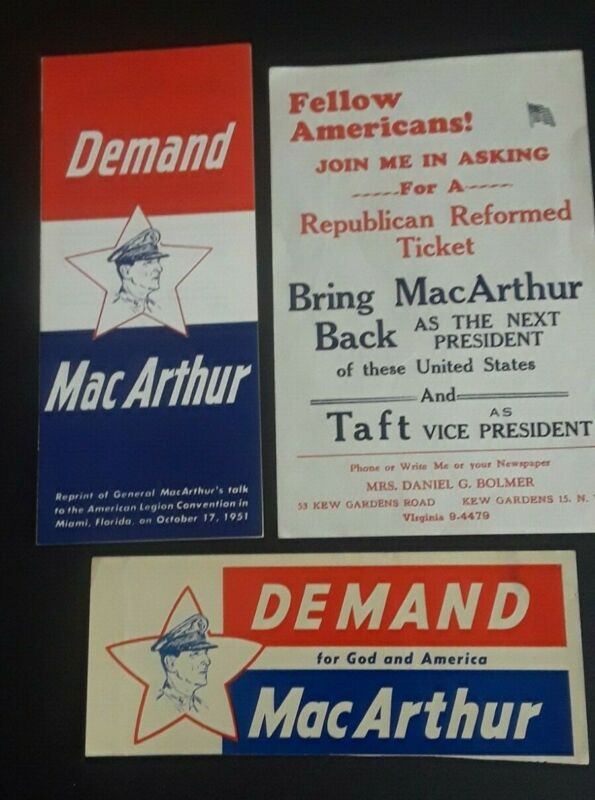 Demand
Mac Arthur
Reprint of General MacArthur's talk
to the American Legion Convention in
Miami, Florida, on October 17, 1951
Fellow
Americans!
JOIN ME IN ASKING
For A
Republican Reformed
Ticket
Bring MacArthur
Back AS THE NEXT
PRESIDENT
of these United States
And
Taft AS
VICE PRESIDENT
Phone or Write Me or your Newspaper
MRS. DANIEL G. BOLMER
53 KEW GARDENS ROAD KEW GARDENS 15, N.
Virginia 9-4479
DEMAND
for God and America
MacArthur